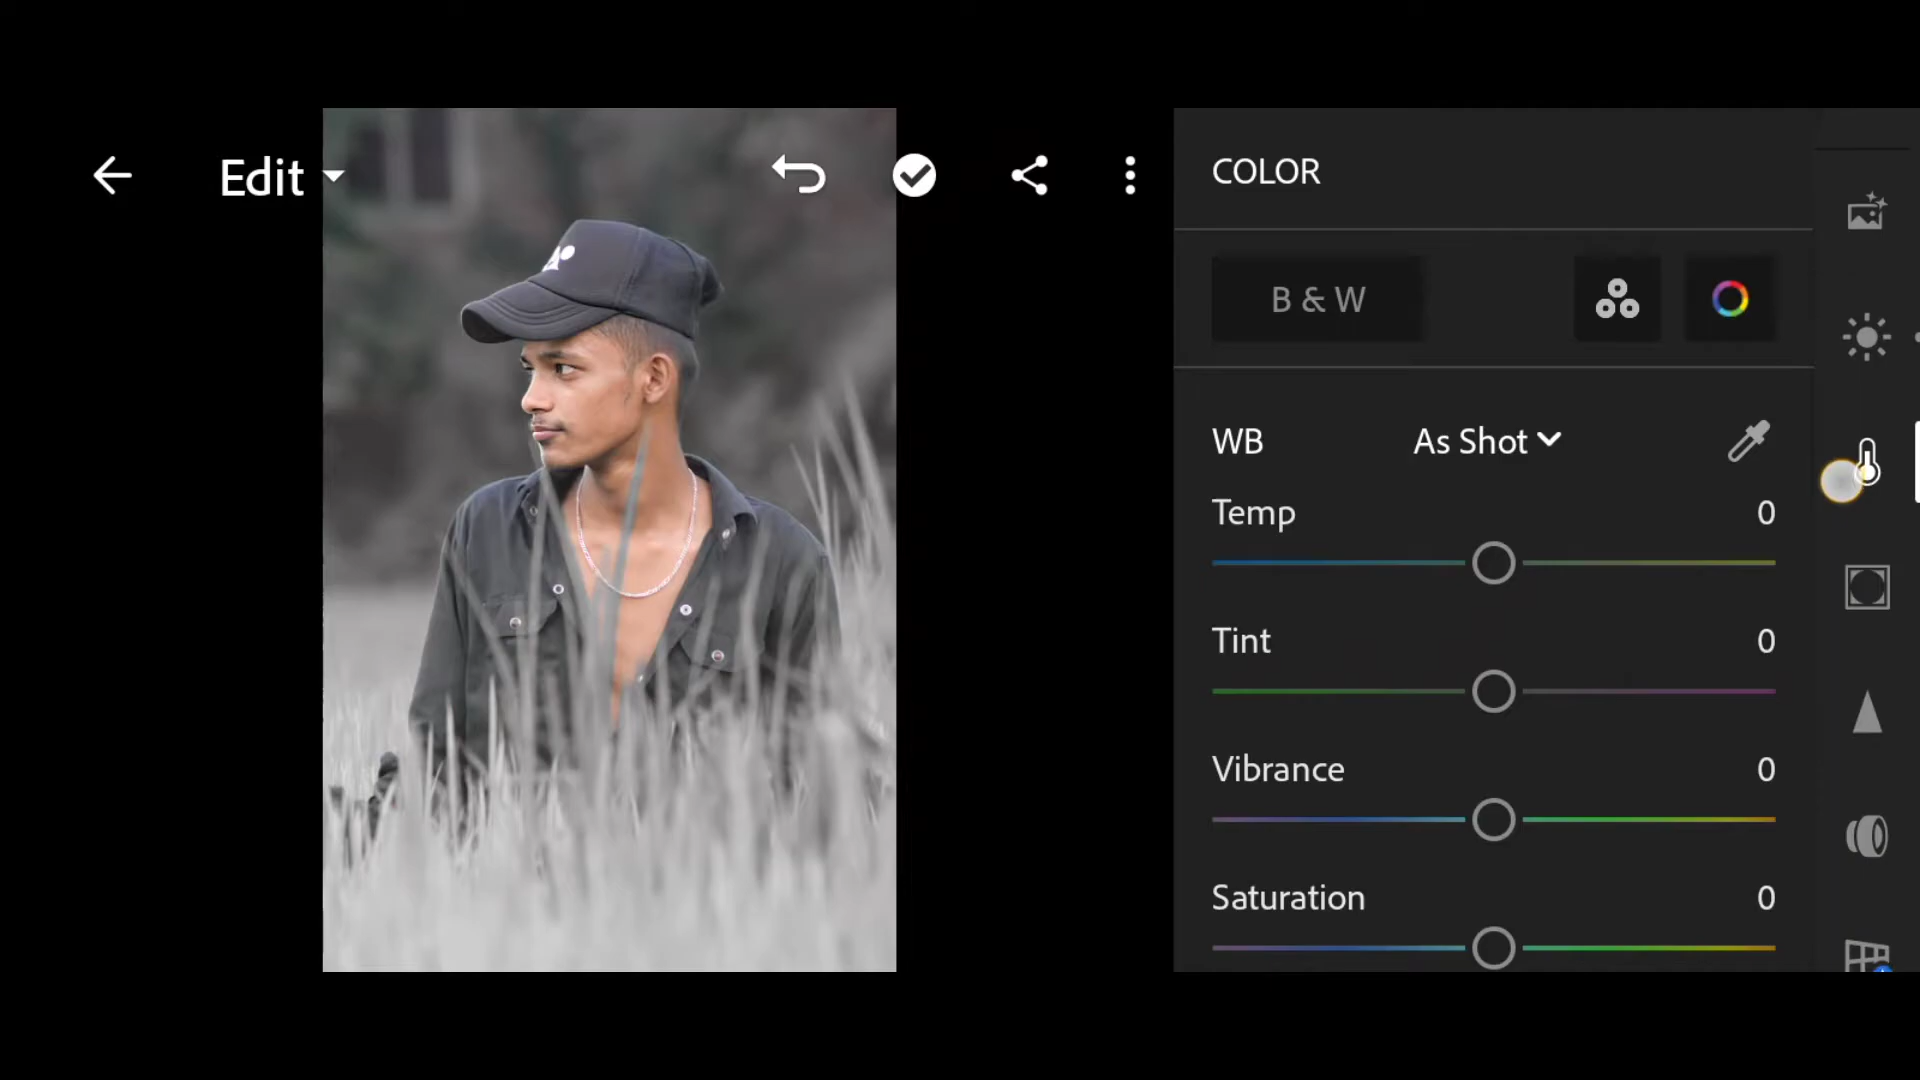 Edit
COLOR
B & W
WB As Shot
Temp 0
Tint 0
Vibrance 0
Saturation 0